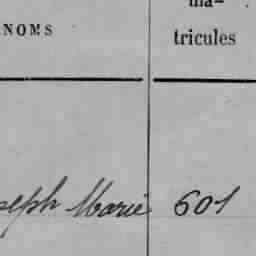 NOMS
ma-
tricules
seph Marie 601